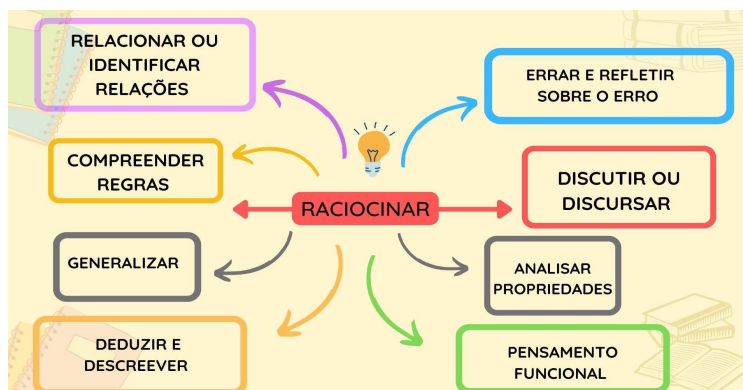 RELACIONAR OU
IDENTIFICAR
RELAÇÕES
ERRAR E REFLETIR
SOBRE O ERRO
COMPREENDER
REGRAS
DISCUTIR OU
DISCURSAR
RACIOCINAR
GENERALIZAR
ANALISAR
PROPRIEDADES
DEDUZIR E
DESCREEVER
PENSAMENTO
FUNCIONAL